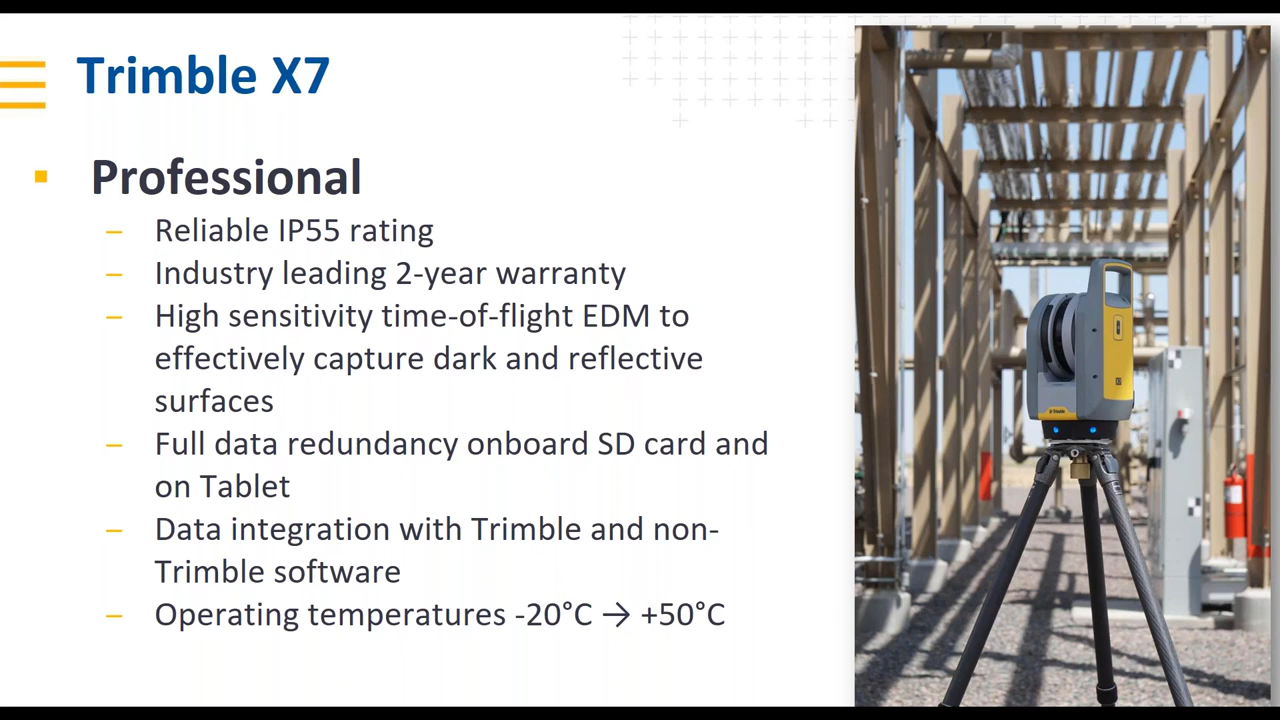 Trimble X7
Professional
– Reliable IP55 rating
– Industry leading 2-year warranty
– High sensitivity time-of-flight EDM to
effectively capture dark and reflective
surfaces
– Full data redundancy onboard SD card and
on Tablet
– Data integration with Trimble and non-
Trimble software
– Operating temperatures -20°C → +50°C
X7
Trimble